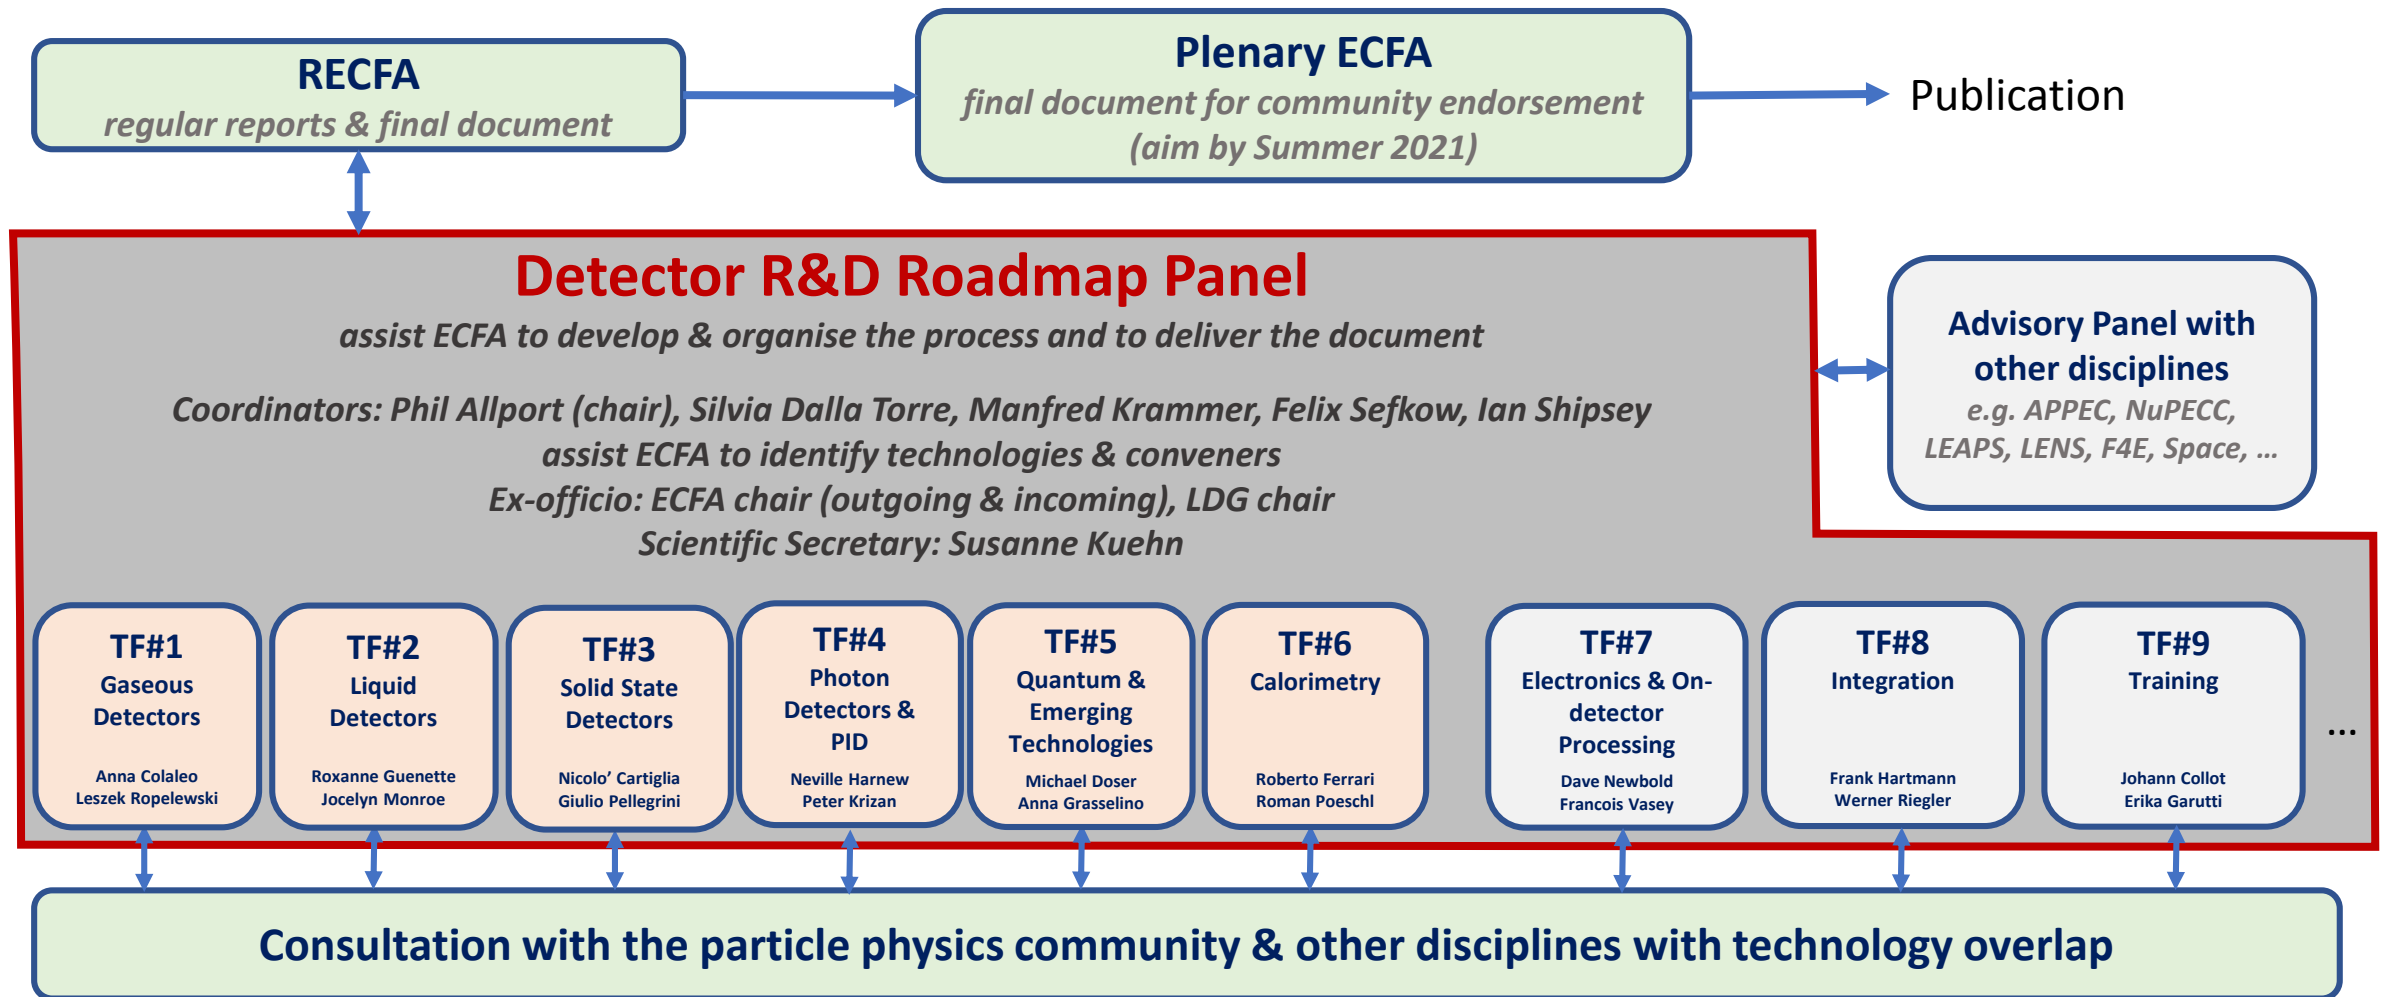 RECFA
regular reports & final document
Plenary ECFA
final document for community endorsement
(aim by Summer 2021)
Publication
Detector R&D Roadmap Panel
assist ECFA to develop & organise the process and to deliver the document
Coordinators: Phil Allport (chair), Silvia Dalla Torre, Manfred Krammer, Felix Sefkow, Ian Shipsey
assist ECFA to identify technologies & conveners
Ex-officio: ECFA chair (outgoing & incoming), LDG chair
Scientific Secretary: Susanne Kuehn
Advisory Panel with
other disciplines
e.g. APPEC, NuPECC,
LEAPS, LENS, F4E, Space, ...
TF#1
Gaseous
Detectors
Anna Colaleo
Leszek Ropelewski
TF#2
Liquid
Detectors
Roxanne Guenette
Jocelyn Monroe
TF#3
Solid State
Detectors
Nicolo’ Cartiglia
Giulio Pellegrini
TF#4
Photon
Detectors &
PID
Neville Harnew
Peter Krizan
TF#5
Quantum &
Emerging
Technologies
Michael Doser
Anna Grasselino
TF#6
Calorimetry
Roberto Ferrari
Roman Poeschl
TF#7
Electronics & On-
detector
Processing
Dave Newbold
Francois Vasey
TF#8
Integration
Frank Hartmann
Werner Riegler
TF#9
Training
Johann Collot
Erika Garutti
...
Consultation with the particle physics community & other disciplines with technology overlap